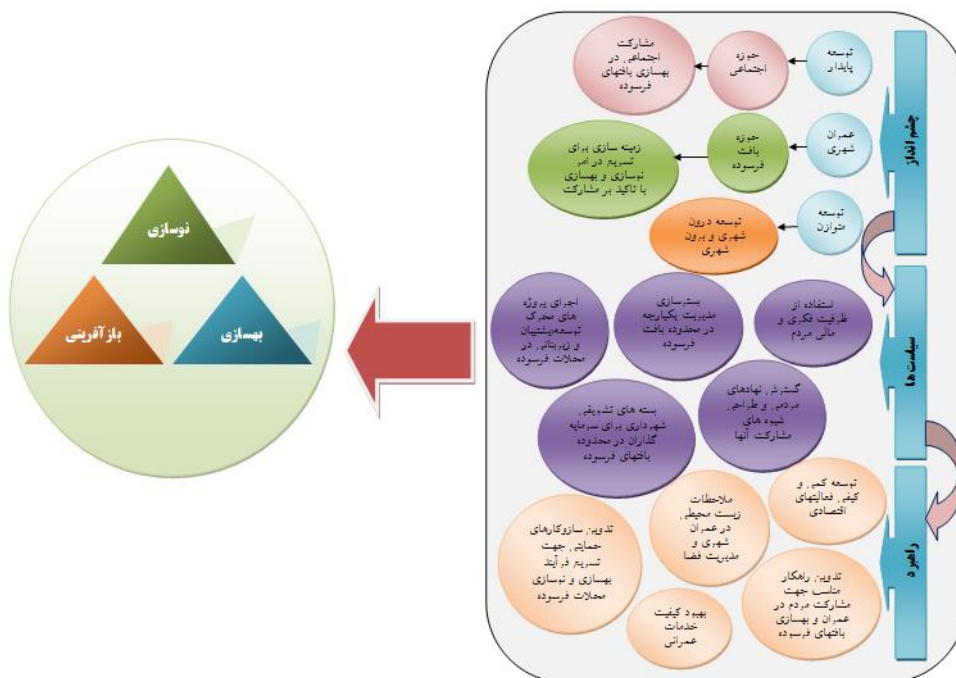 چشم انداز
توسعه
پایدار
حوزه
اجتماعی
مشارکت
اجتماعی در
بهسازی بافتهای
فرسوده
عمران
شهری
حوزه
بافت
فرسوده
زمینه سازی برای
تسریع در امر
نوسازی و بهسازی
با تاکید بر مشارکت
توسعه
متوازن
توسعه درون
شهری و برون
شهری
سیاست ها
استفاده از
ظرفیت فکری و
مالی مردم
بسترسازی
مدیریت یکپارچه
در محدوده بافت
فرسوده
اجرای پروژه
های محرک
توسعه،پشتیبان
و زیربنایی در
محلات فرسوده
گسترش نهادهای
مردمی و طراحی
شیوه های
مشارکت آنها
بسته های تشویقی
شهرداری برای سرمایه
گذاران در محدوده
بافتهای فرسوده
راهبرد
توسعه کمی و
کیفی فعالیتهای
اقتصادی
ملاحظات
زیست محیطی
در عمران
شهری و
مدیریت فضا
تدوین سازوکارهای
حمایتی جهت
تسریع فرآیند
بهسازی و نوسازی
محلات فرسوده
تدوین راهکار
مناسب جهت
مشارکت مردم در
عمران و بهسازی
بافتهای فرسوده
بهبود کیفیت
خدمات
عمرانی
نوسازی
بهسازی
بازآفرینی